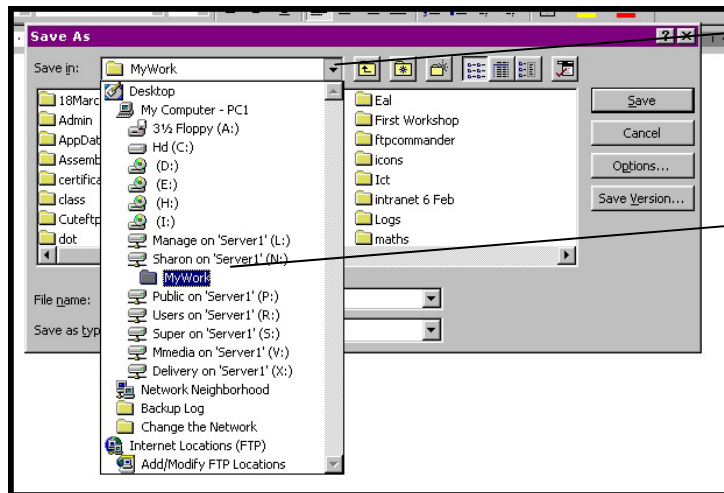 Save As
Save in:
MyWork
Desktop
My Computer - PC1
3½ Floppy (A:)
Hd (C:)
(D:)
(E:)
(H:)
(I:)
Manage on 'Server1' (L:)
Sharon on 'Server1' (N:)
MyWork
Public on 'Server1' (P:)
Users on 'Server1' (R:)
Super on 'Server1' (S:)
Mmedia on 'Server1' (V:)
Delivery on 'Server1' (X:)
Network Neighborhood
Backup Log
Change the Network
Internet Locations (FTP)
Add/Modify FTP Locations
18Marc
Admin
AppDat
Assemb
certifica
class
Cuteftp
dot
Eal
First Workshop
ftpcommander
icons
Ict
intranet 6 Feb
Logs
maths
Save
Cancel
Options...
Save Version...
File name:
Save as typ